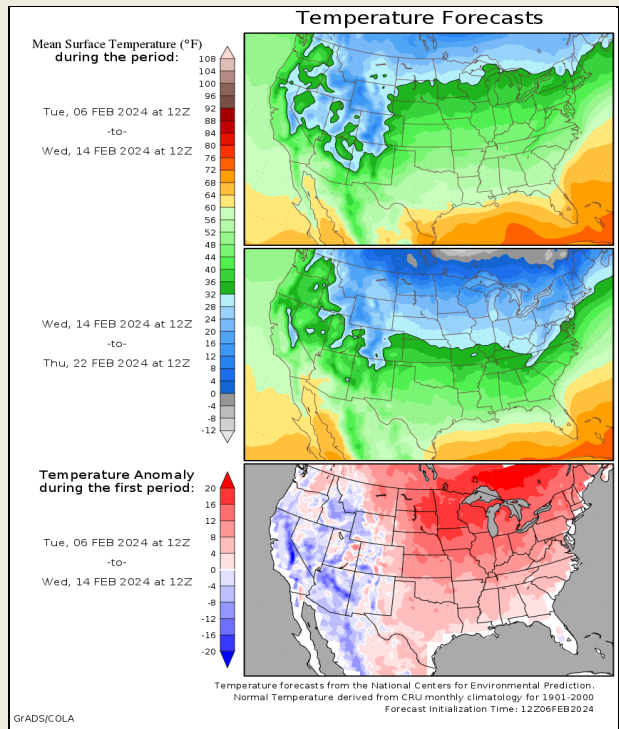 Temperature Forecasts
Mean Surface Temperature (°F)
during the period:
Tue, 06 FEB 2024 at 12Z
-to-
Wed, 14 FEB 2024 at 12Z
108
104
100
96
92
88
84
80
76
72
68
64
60
56
52
48
44
40
36
32
28
24
20
16
12
8
4
0
-4
-8
-12
Wed, 14 FEB 2024 at 12Z
-to-
Thu, 22 FEB 2024 at 12Z
Temperature Anomaly
during the first period:
Tue, 06 FEB 2024 at 12Z
-to-
Wed, 14 FEB 2024 at 12Z
20
16
12
8
4
0
-4
-8
-12
-16
-20
Temperature forecasts from the National Centers for Environmental Prediction.
Normal Temperature derived from CRU monthly climatology for 1901-2000
Forecast Initialization Time: 12Z06FEB2024
GrADS/COLA